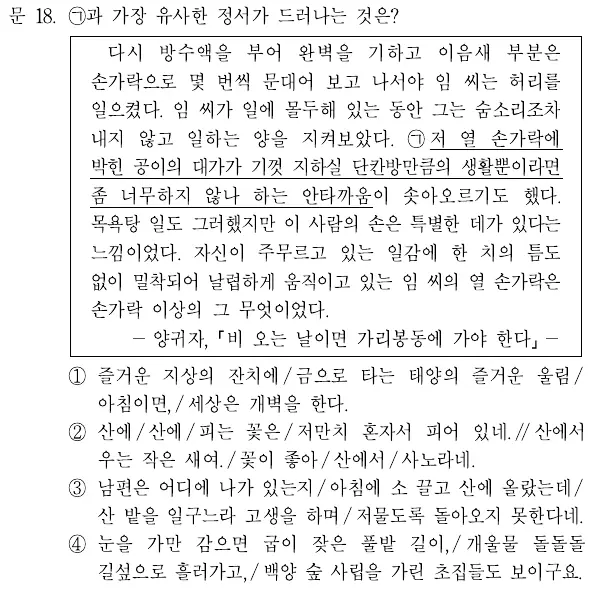 문 18. ㉠과 가장 유사한 정서가 드러나는 것은?
다시 방수액을 부어 완벽을 기하고 이음새 부분은
손가락으로 몇 번씩 문대어 보고 나서야 임 씨는 허리를
일으켰다. 임 씨가 일에 몰두해 있는 동안 그는 숨소리조차
내지 않고 일하는 양을 지켜보았다. ㉠ 저 열 손가락에
박힌 공이의 대가가 기껏 지하실 단칸방만큼의 생활뿐이라면
좀 너무하지 않나 하는 안타까움이 솟아오르기도 했다.
목욕탕 일도 그러했지만 이 사람의 손은 특별한 데가 있다는
느낌이었다. 자신이 주무르고 있는 일감에 한 치의 틈도
없이 밀착되어 날렵하게 움직이고 있는 임 씨의 열 손가락은
손가락 이상의 그 무엇이었다.
- 양귀자, 「비 오는 날이면 가리봉동에 가야 한다」 -
① 즐거운 지상의 잔치에/금으로 타는 태양의 즐거운 울림/
아침이면,/세상은 개벽을 한다.
② 산에/산에/피는 꽃은/저만치 혼자서 피어 있네.//산에서
우는 작은 새여./꽃이 좋아/산에서/사노라네.
③ 남편은 어디에 나가 있는지/아침에 소 끌고 산에 올랐는데/
산 밭을 일구느라 고생을 하며/저물도록 돌아오지 못한다네.
④ 눈을 가만 감으면 굽이 잦은 풀밭 길이,/개울물 돌돌돌
길섶으로 흘러가고,/백양 숲 사립을 가린 초집들도 보이구요.